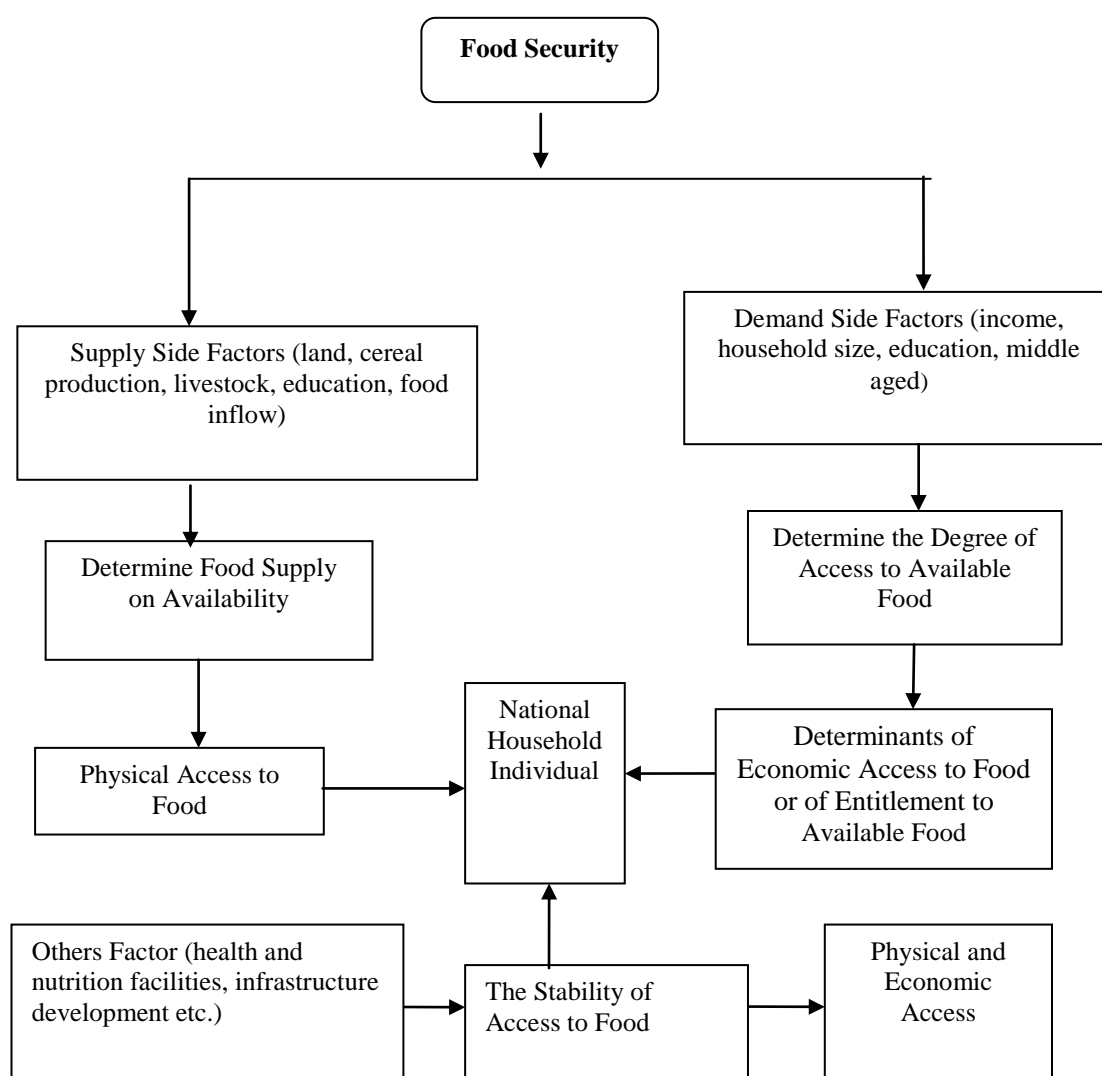 Food Security
Supply Side Factors (land, cereal
production, livestock, education, food
inflow)
Demand Side Factors (income,
household size, education, middle
aged)
Determine Food Supply
on Availability
Determine the Degree of
Access to Available
Food
Physical Access to
Food
National
Household
Individual
Determinants of
Economic Access to Food
or of Entitlement to
Available Food
Others Factor (health and
nutrition facilities, infrastructure
development etc.)
The Stability of
Access to Food
Physical and
Economic
Access